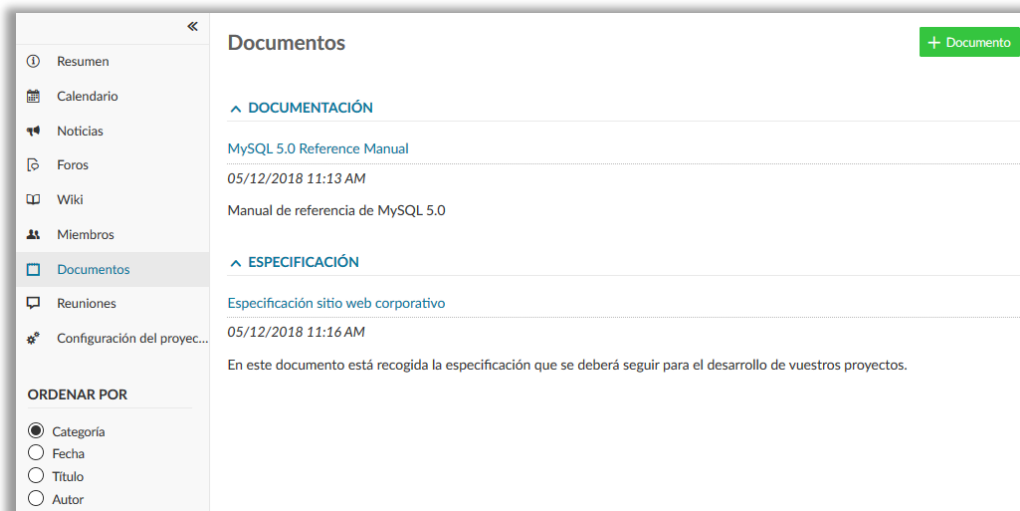 «
Resumen
Calendario
Noticias
Foros
Wiki
Miembros
Documentos
Reuniones
Configuración del proyec...
ORDENAR POR
Categoría
Fecha
Título
Autor
Documentos
+ Documento
DOCUMENTACIÓN
MySQL 5.0 Reference Manual
05/12/2018 11:13 AM
Manual de referencia de MySQL 5.0
ESPECIFICACIÓN
Especificación sitio web corporativo
05/12/2018 11:16 AM
En este documento está recogida la especificación que se deberá seguir para el desarrollo de vuestros proyectos.